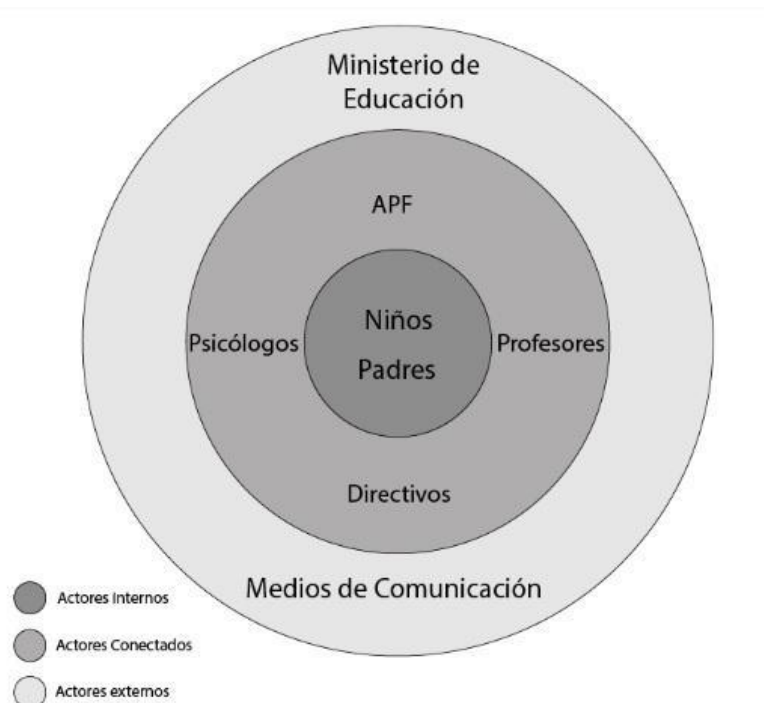 Ministerio de
Educación
APF
Niños
Padres
Psicólogos
Profesores
Directivos
Medios de Comunicación
Actores Internos
Actores Conectados
Actores externos